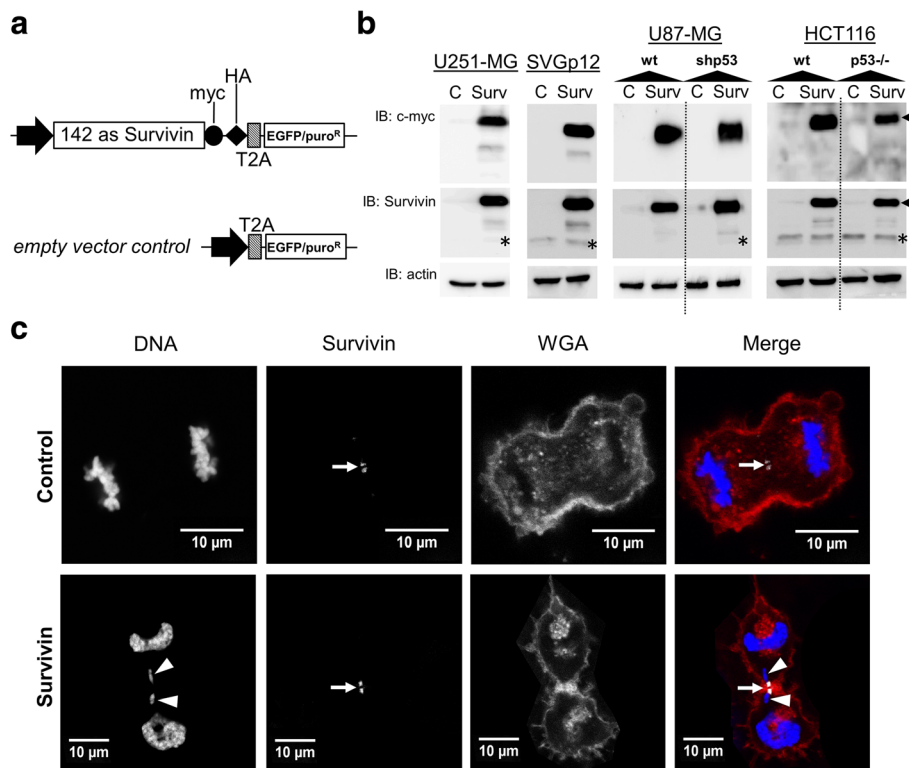 a
142 as Survivin
myc
HA
T2A
EGFP/puroR
empty vector control
T2A
EGFP/puroR
b
U251-MG
SVGp12
U87-MG
HCT116
wt
shp53
wt
p53-/-
C Surv
C Surv
C Surv C Surv
C Surv C Surv
IB: c-myc
IB: Survivin
*
*
*
*
IB: actin
c
DNA
Survivin
WGA
Merge
Control
10 µm
10 µm
10 µm
10 µm
Survivin
10 µm
10 µm
10 µm
10 µm